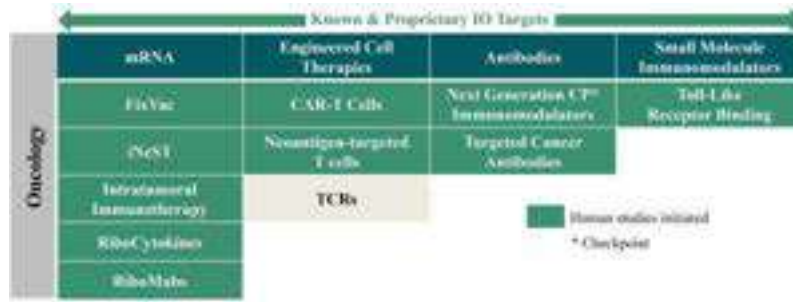 Known & Proprietary IO Targets
mRNA
Engineered Cell
Therapies
Antibodies
Small Molecule
Immunomodulators
FixVac
CAR-T Cells
Next Generation CP*
Immunomodulators
Toll-Like
Receptor Binding
iNeST
Neoantigen-targeted
T cells
Targeted Cancer
Antibodies
Intratumoral
Immunotherapy
TCRs
RiboCytokines
RiboMabs
Oncology
Human studies initiated
* Checkpoint